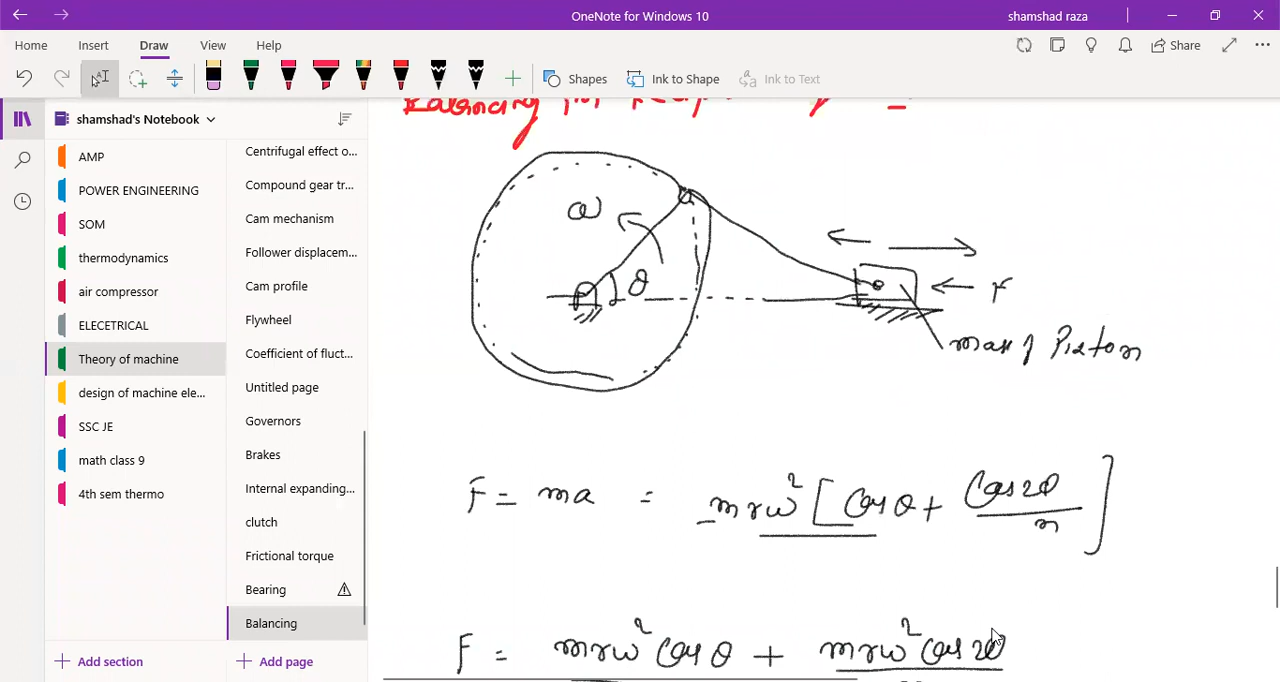 OneNote for Windows 10
shamshad raza
Home Insert Draw View Help
Share
Shapes Ink to Shape Ink to Text
shamshad's Notebook
AMP
POWER ENGINEERING
SOM
thermodynamics
air compressor
ELECETRICAL
Theory of machine
design of machine ele...
SSC JE
math class 9
4th sem thermo
Add section
Centrifugal effect o...
Compound gear tr...
Cam mechanism
Follower displacem...
Cam profile
Flywheel
Coefficient of fluct...
Untitled page
Governors
Brakes
Internal expanding...
clutch
Frictional torque
Bearing
Balancing
Add page
Balancing
ω
θ
F
mass of Piston
F = ma = mrω² [ Cos θ + Cos2θ / n ]
F = mrω² Cos θ + mrω² Cos 2θ